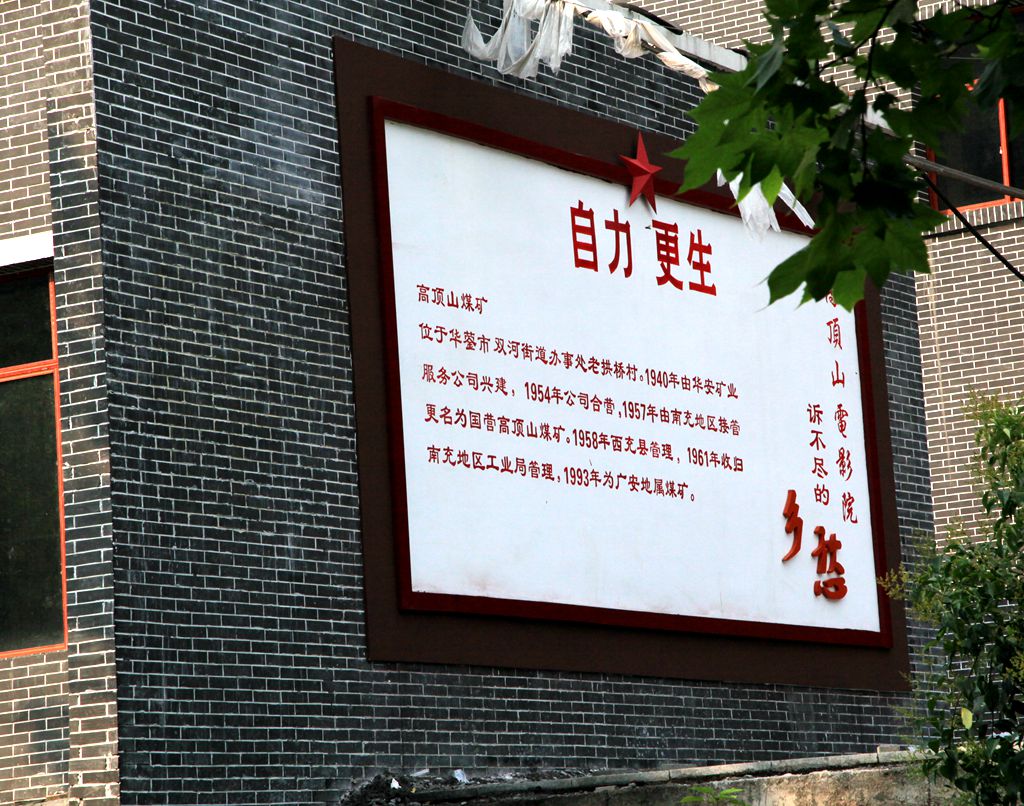 自力更生
高顶山煤矿
位于华蓥市双河街道办事处老拱桥村。1940年由华安矿业
服务公司兴建，1954年公司合营，1957年由南充地区接管
更名为国营高顶山煤矿。1958年西充县管理，1961年收归
南充地区工业局管理，1993年为广安地属煤矿。
高頂山電影院
诉不尽的
乡愁